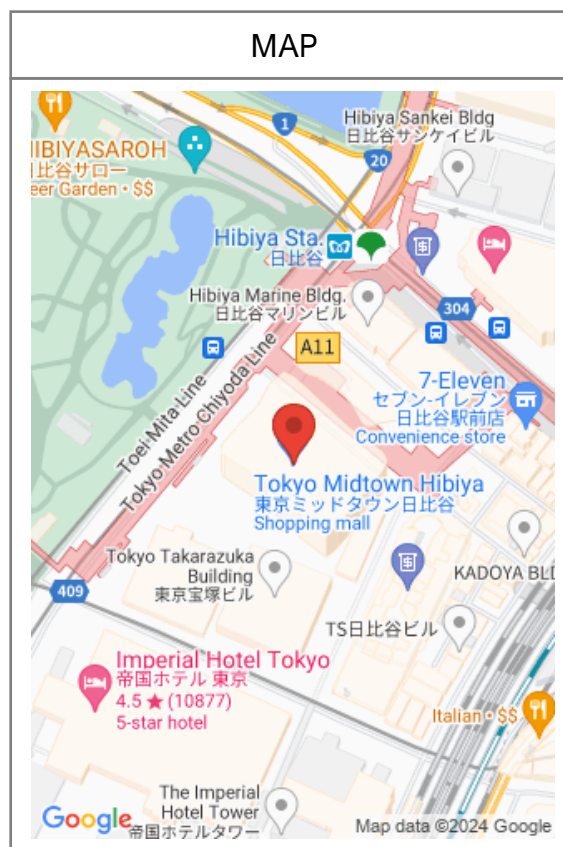 MAP
1
Hibiya Sankei Bldg
日比谷サンケイビル
HIBIYASAROH
日比谷サロー
eer Garden • $$
20
Hibiya Sta.
日比谷
Hibiya Marine Bldg.
日比谷マリンビル
304
A11
7-Eleven
セブン-イレブン
日比谷駅前店
Convenience store
Toei Mita Line
Tokyo Metro Chiyoda Line
Tokyo Midtown Hibiya
東京ミッドタウン日比谷
Shopping mall
Tokyo Takarazuka
Building
東京宝塚ビル
KADOYA BLD
409
TS日比谷ビル
Imperial Hotel Tokyo
帝国ホテル 東京
4.5 ★ (10877)
5-star hotel
Italian • $$
The Imperial
Hotel Tower
帝国ホテルタワー
Google
Map data ©2024 Google